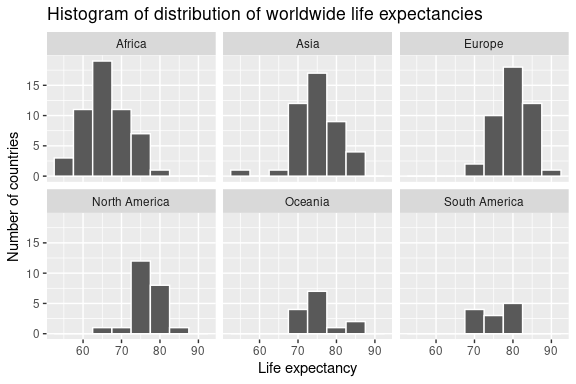 Histogram of distribution of worldwide life expectancies
Africa
Asia
Europe
15
10
5
0
North America
Oceania
South America
15
10
5
0
60 70 80 90
60 70 80 90
60 70 80 90
Life expectancy
Number of countries